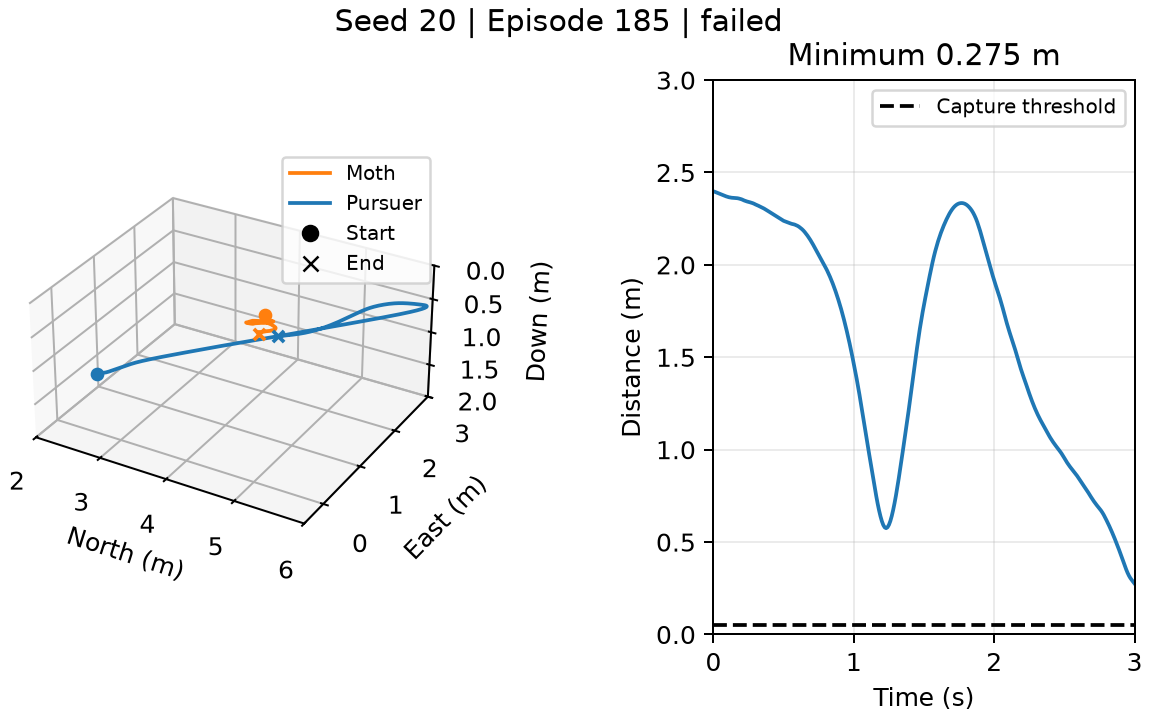 Seed 20 | Episode 185 | failed
Moth
Pursuer
Start
End
0.0
0.5
1.0
1.5
2.0
Down (m)
3
2
1
0
East (m)
2
3
4
5
6
North (m)
Minimum 0.275 m
Capture threshold
3.0
2.5
2.0
1.5
1.0
0.5
0.0
Distance (m)
0
1
2
3
Time (s)